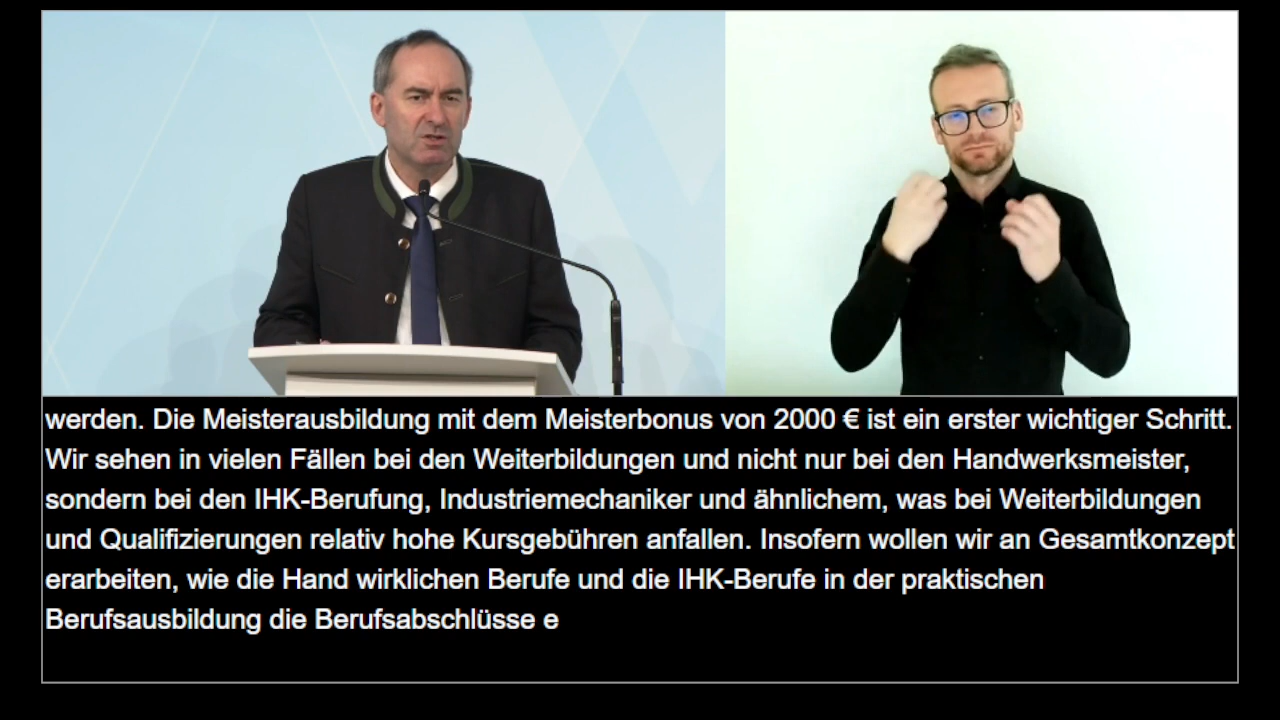 werden. Die Meisterausbildung mit dem Meisterbonus von 2000 € ist ein erster wichtiger Schritt.
Wir sehen in vielen Fällen bei den Weiterbildungen und nicht nur bei den Handwerksmeister,
sondern bei den IHK-Berufung, Industriemechaniker und ähnlichem, was bei Weiterbildungen
und Qualifizierungen relativ hohe Kursgebühren anfallen. Insofern wollen wir an Gesamtkonzept
erarbeiten, wie die Hand wirklichen Berufe und die IHK-Berufe in der praktischen
Berufsausbildung die Berufsabschlüsse e